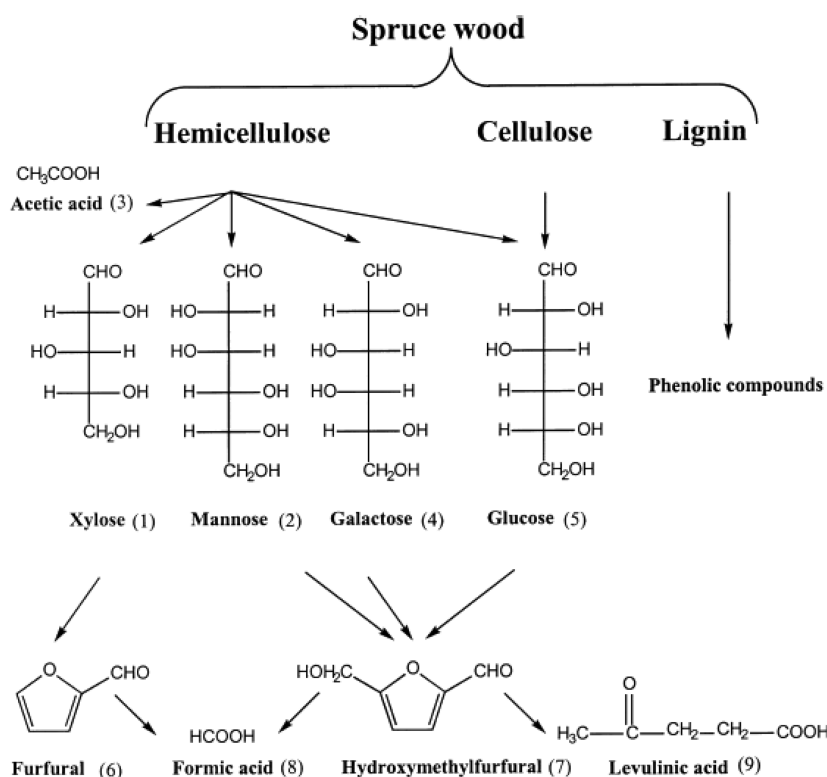 Spruce wood
Hemicellulose Cellulose Lignin
CH₃COOH
Acetic acid (3)
CHO CHO CHO CHO
H OH HO H H OH H OH
HO H HO H HO H HO H
H OH H OH HO H H OH
CH₂OH H OH H OH H OH
CH₂OH CH₂OH CH₂OH
Phenolic compounds
Xylose (1) Mannose (2) Galactose (4) Glucose (5)
O CHO HOH₂C O CHO O
HCOOH H₃C C CH₂ CH₂ COOH
Furfural (6) Formic acid (8) Hydroxymethylfurfural (7) Levulinic acid (9)